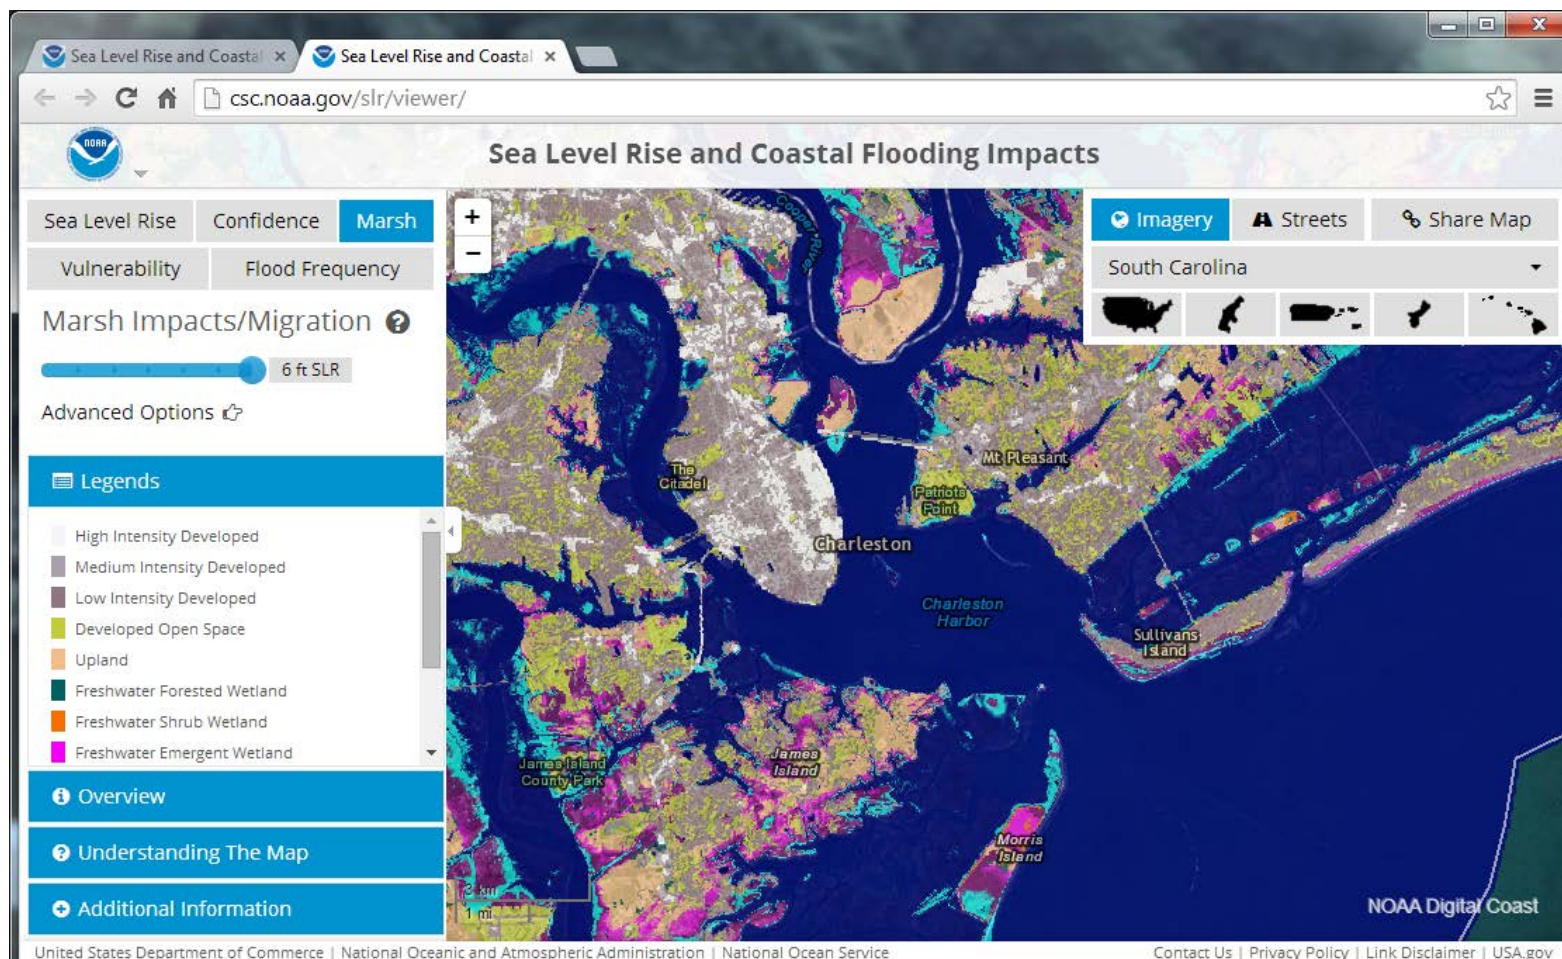 Sea Level Rise and Coastal
Sea Level Rise and Coastal
csc.noaa.gov/slr/viewer/
NOAA
Sea Level Rise and Coastal Flooding Impacts
Sea Level Rise
Confidence
Marsh
Vulnerability
Flood Frequency
Marsh Impacts/Migration
6 ft SLR
Advanced Options
Legends
High Intensity Developed
Medium Intensity Developed
Low Intensity Developed
Developed Open Space
Upland
Freshwater Forested Wetland
Freshwater Shrub Wetland
Freshwater Emergent Wetland
Overview
Understanding The Map
Additional Information
+
−
Imagery
Streets
Share Map
South Carolina
Cooper River
The
Citadel
Mt Pleasant
Patriots
Point
Charleston
Charleston
Harbor
Sullivans
Island
James Island
County Park
James
Island
Morris
Island
3 km
1 mi
NOAA Digital Coast
United States Department of Commerce | National Oceanic and Atmospheric Administration | National Ocean Service
Contact Us | Privacy Policy | Link Disclaimer | USA.gov